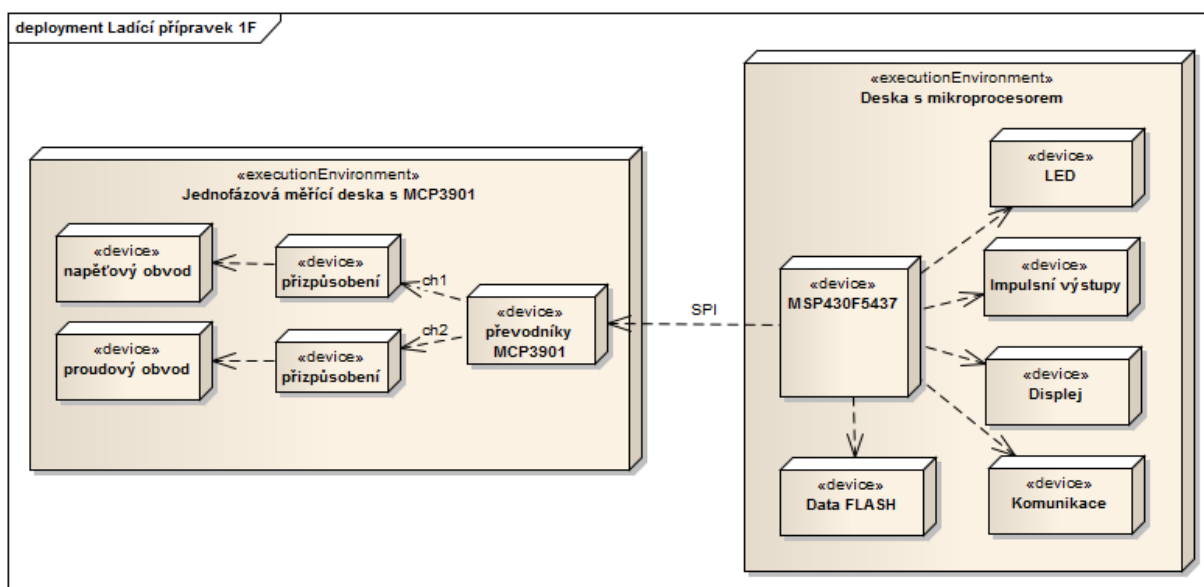 deployment Ladící přípravek 1F
«executionEnvironment»
Jednofázová měřící deska s MCP3901
«device»
napěťový obvod
«device»
přizpůsobení
ch1
«device»
proudový obvod
«device»
přizpůsobení
ch2
«device»
převodníky
MCP3901
SPI
«executionEnvironment»
Deska s mikroprocesorem
«device»
LED
«device»
MSP430F5437
«device»
Impulsní výstupy
«device»
Displej
«device»
Data FLASH
«device»
Komunikace